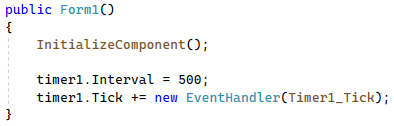 public Form1()
{
    InitializeComponent();

    timer1.Interval = 500;
    timer1.Tick += new EventHandler(Timer1_Tick);
}